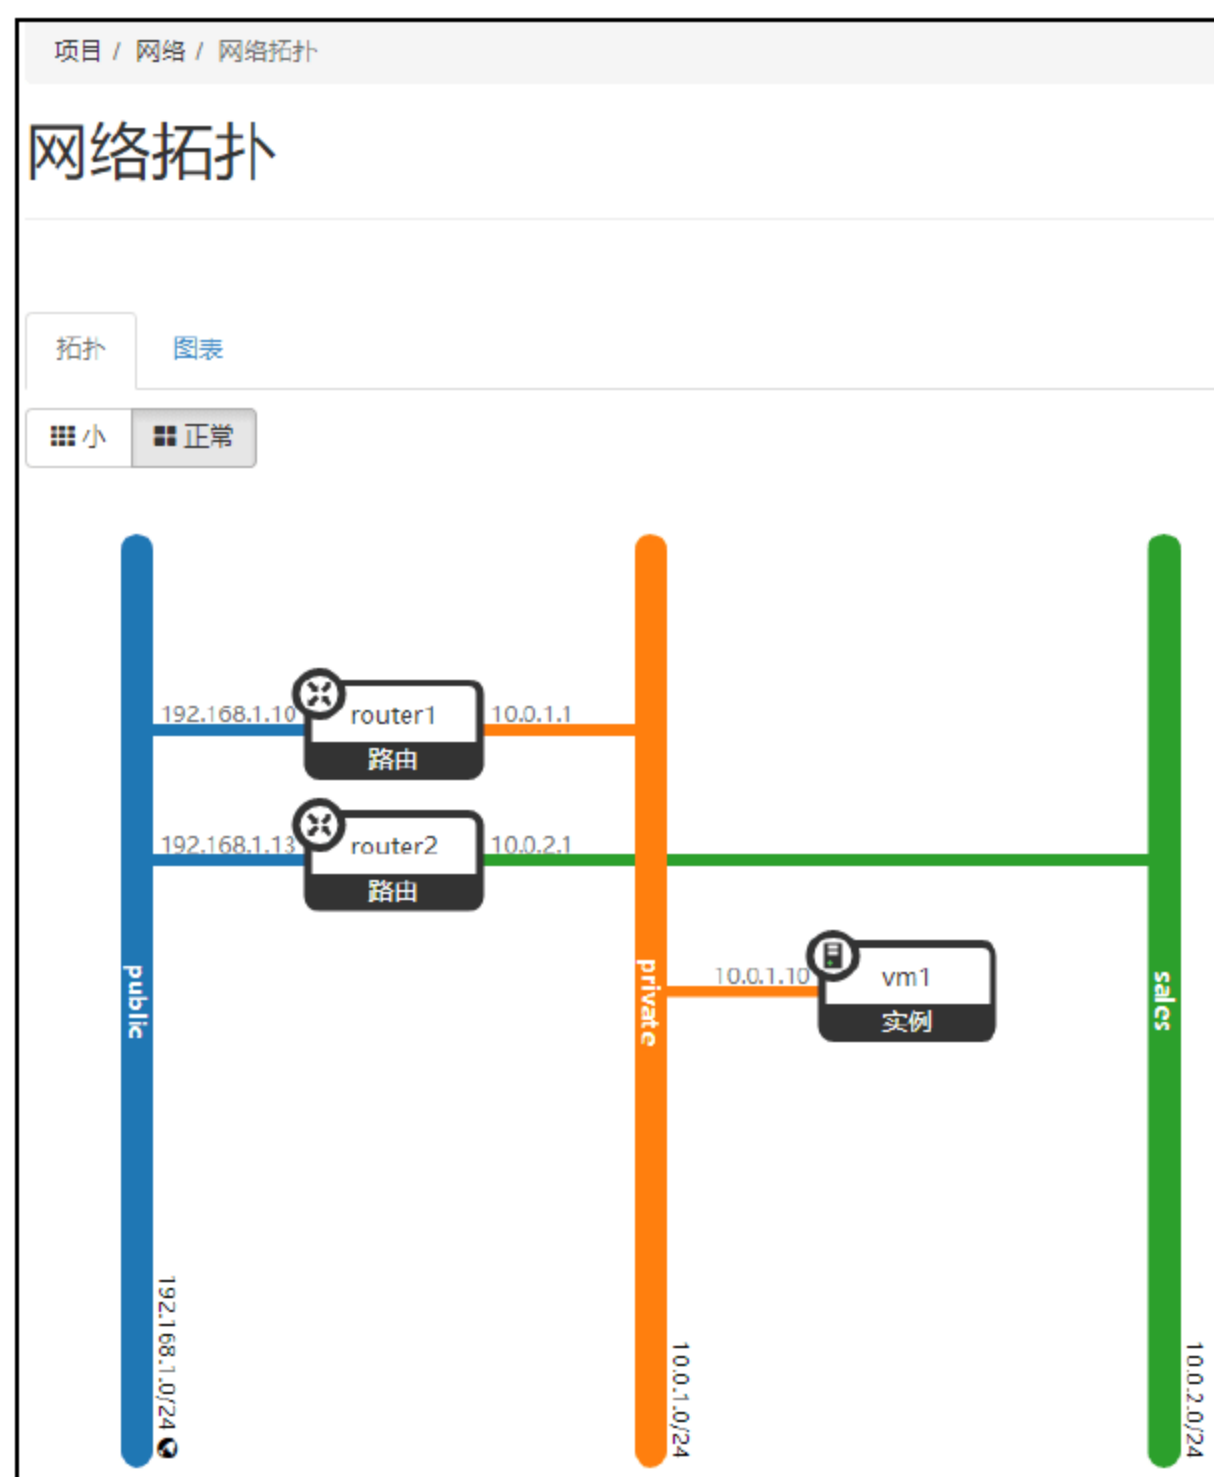 项目 / 网络 / 网络拓扑
网络拓扑
拓扑 图表
小 正常
192.168.1.10 router1 10.0.1.1
路由
192.168.1.13 router2 10.0.2.1
路由
public
private
10.0.1.10 vm1
实例
sales
192.168.1.0/24
10.0.1.0/24
10.0.2.0/24